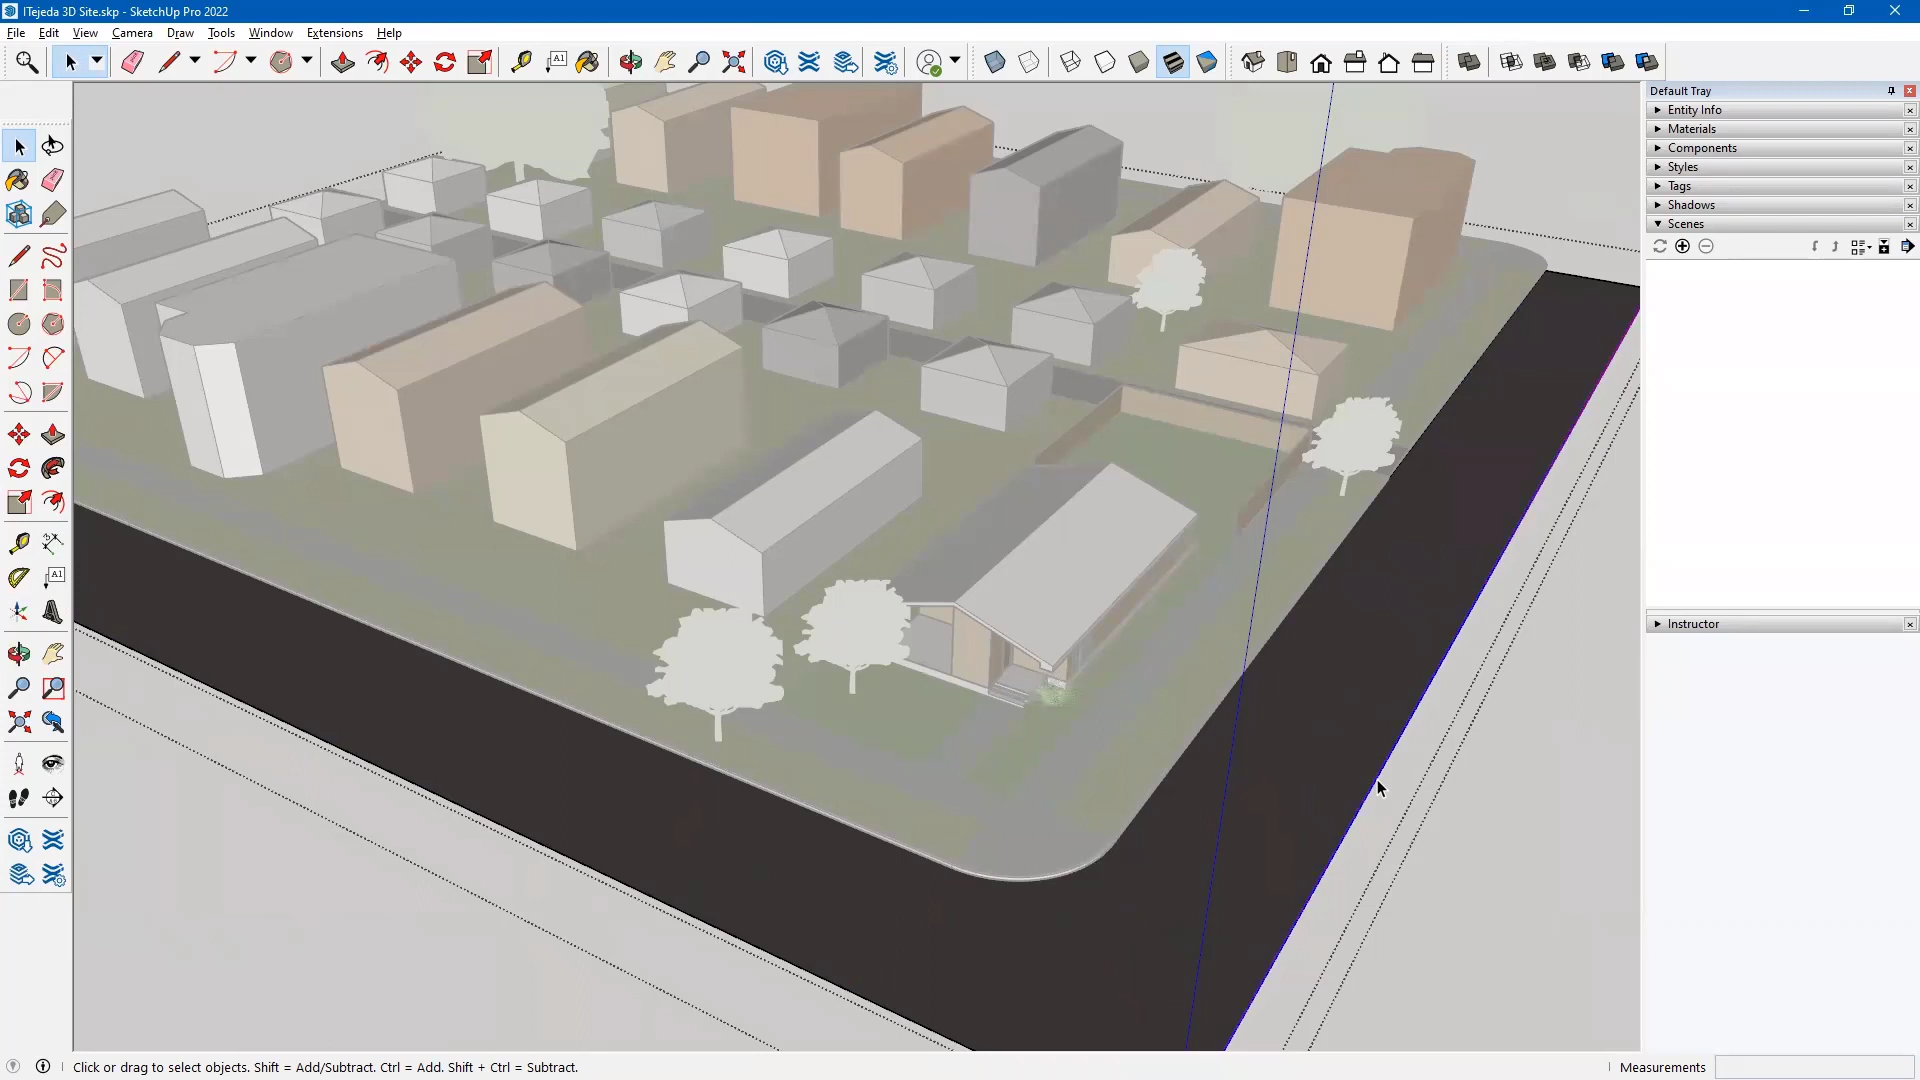 ITejeda 3D Site.skp - SketchUp Pro 2022
File Edit View Camera Draw Tools Window Extensions Help
A1
Default Tray
Entity Info
Materials
Components
Styles
Tags
Shadows
Scenes
A1
Instructor
Click or drag to select objects. Shift = Add/Subtract. Ctrl = Add. Shift + Ctrl = Subtract.
Measurements